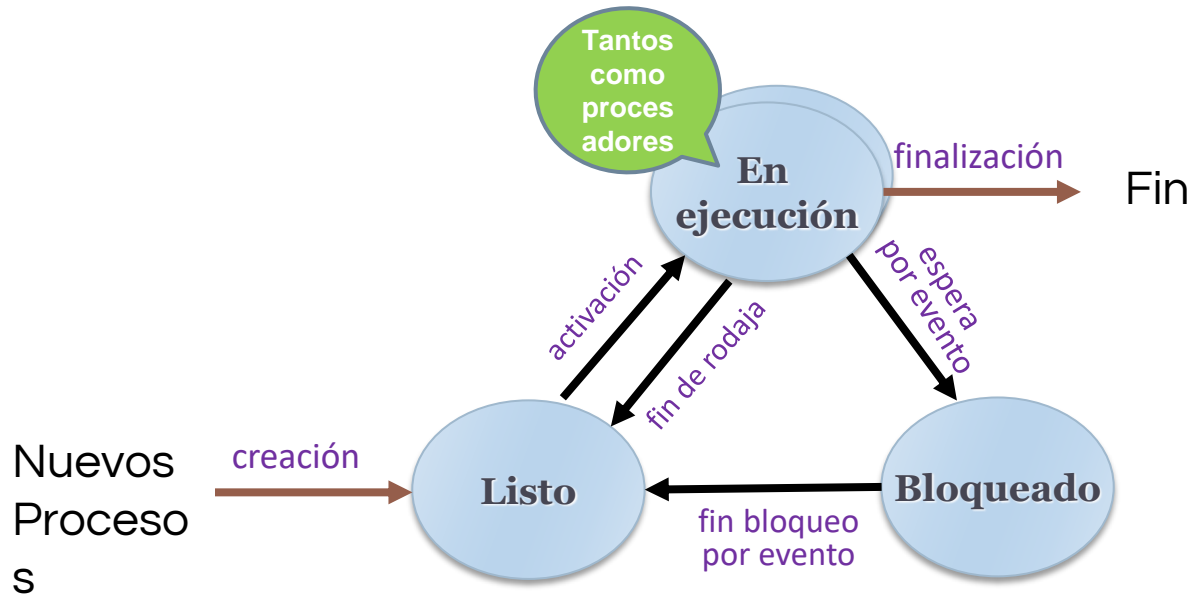 Tantos
como
proces
adores
En
ejecución
finalización
Fin
activación
fin de rodaja
espera
por evento
Nuevos
Proceso
s
creación
Listo
Bloqueado
fin bloqueo
por evento